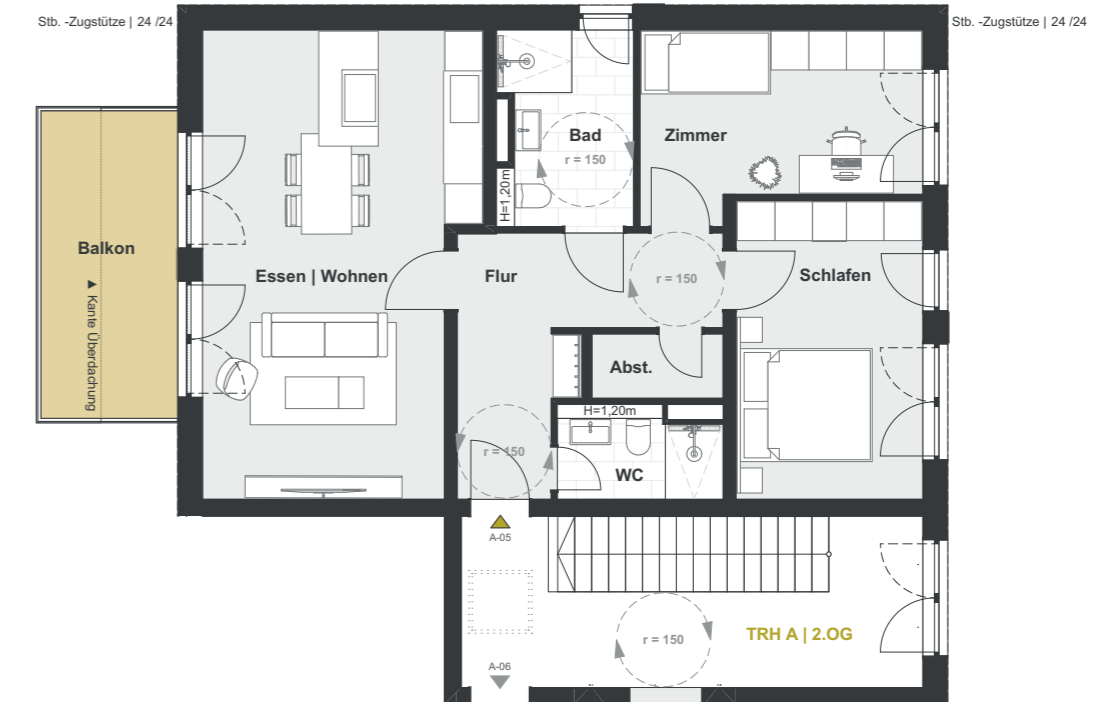 Stb. -Zugstütze | 24 /24
Stb. -Zugstütze | 24 /24
Bad
r = 150
Zimmer
H=1,20m
Balkon
▲ Kante Überdachung
Essen | Wohnen
Flur
r = 150
Schlafen
Abst.
H=1,20m
r = 150
WC
A-05
r = 150
TRH A | 2.OG
A-06